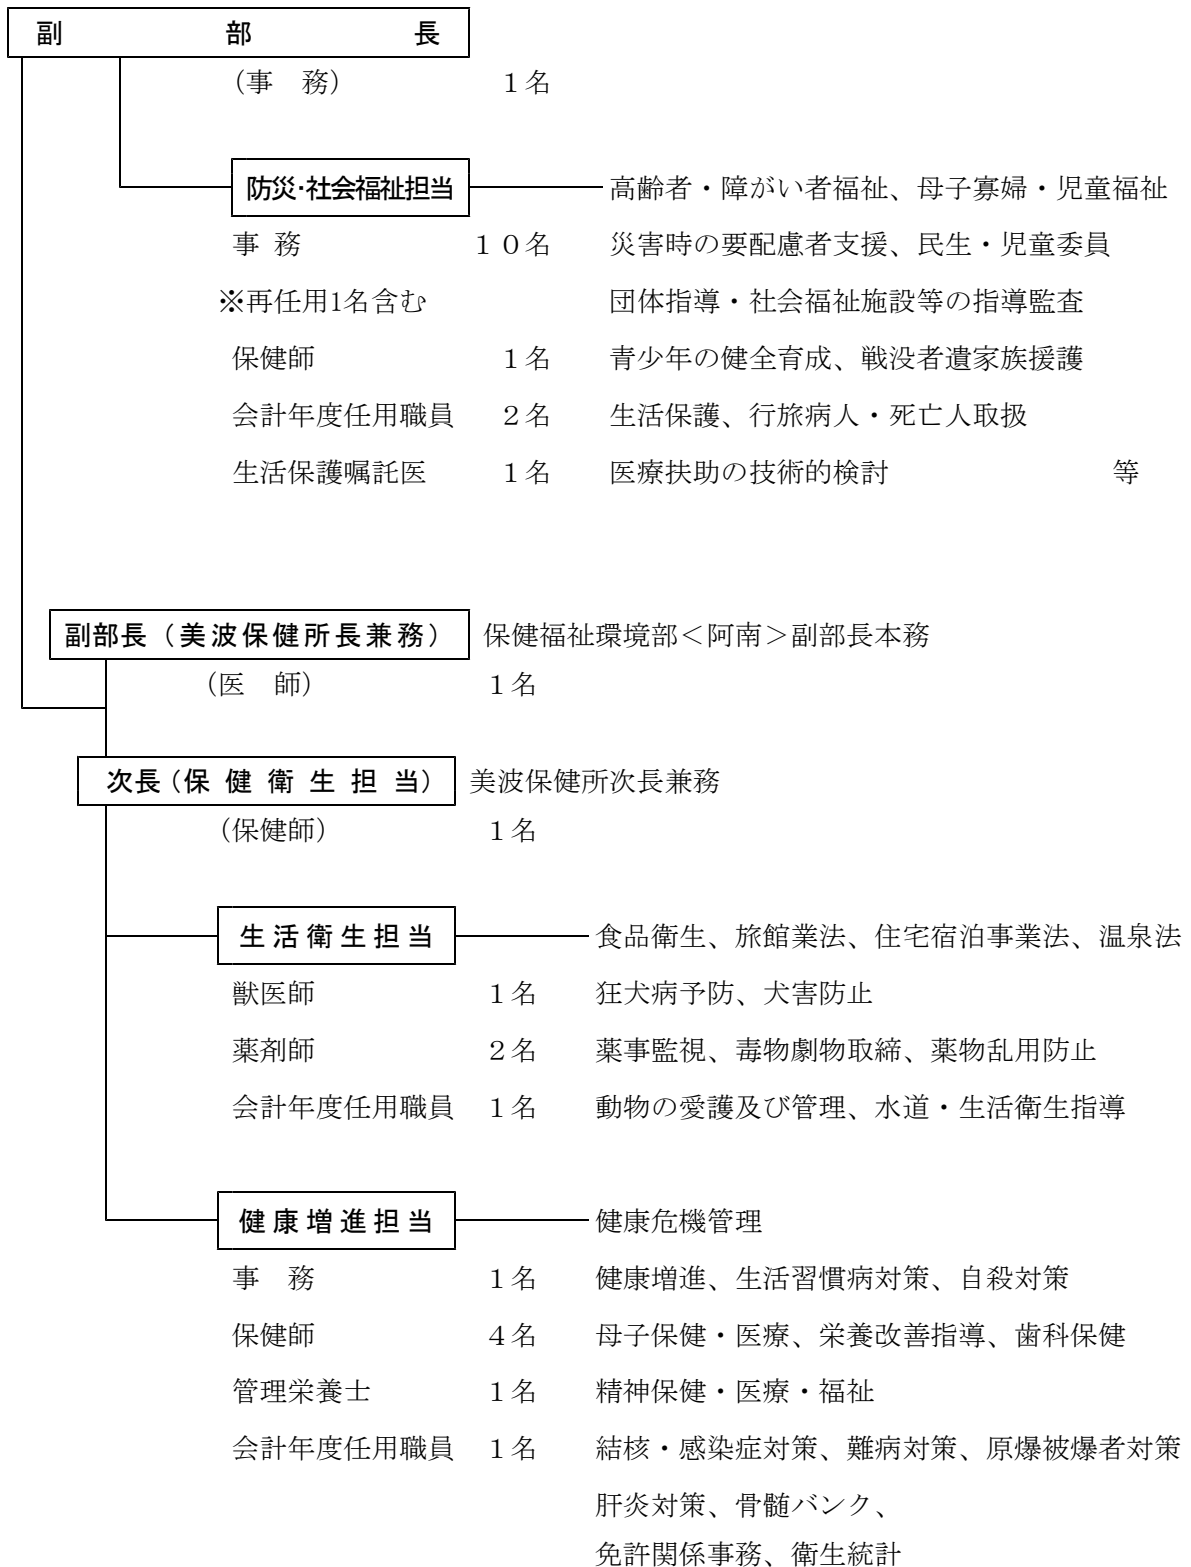 副部長
(事　務)　１名
防災・社会福祉担当　高齢者・障がい者福祉、母子寡婦・児童福祉
事 務　１０名　災害時の要配慮者支援、民生・児童委員
※再任用1名含む　団体指導・社会福祉施設等の指導監査
保健師　１名　青少年の健全育成、戦没者遺家族援護
会計年度任用職員　２名　生活保護、行旅病人・死亡人取扱
生活保護嘱託医　１名　医療扶助の技術的検討　等
副部長（美波保健所長兼務）　保健福祉環境部＜阿南＞副部長本務
(医　師)　１名
次長（保健衛生担当）　美波保健所次長兼務
(保健師)　１名
生活衛生担当　食品衛生、旅館業法、住宅宿泊事業法、温泉法
獣医師　１名　狂犬病予防、犬害防止
薬剤師　２名　薬事監視、毒物劇物取締、薬物乱用防止
会計年度任用職員　１名　動物の愛護及び管理、水道・生活衛生指導
健康増進担当　健康危機管理
事　務　１名　健康増進、生活習慣病対策、自殺対策
保健師　４名　母子保健・医療、栄養改善指導、歯科保健
管理栄養士　１名　精神保健・医療・福祉
会計年度任用職員　１名　結核・感染症対策、難病対策、原爆被爆者対策
肝炎対策、骨髄バンク、
免許関係事務、衛生統計